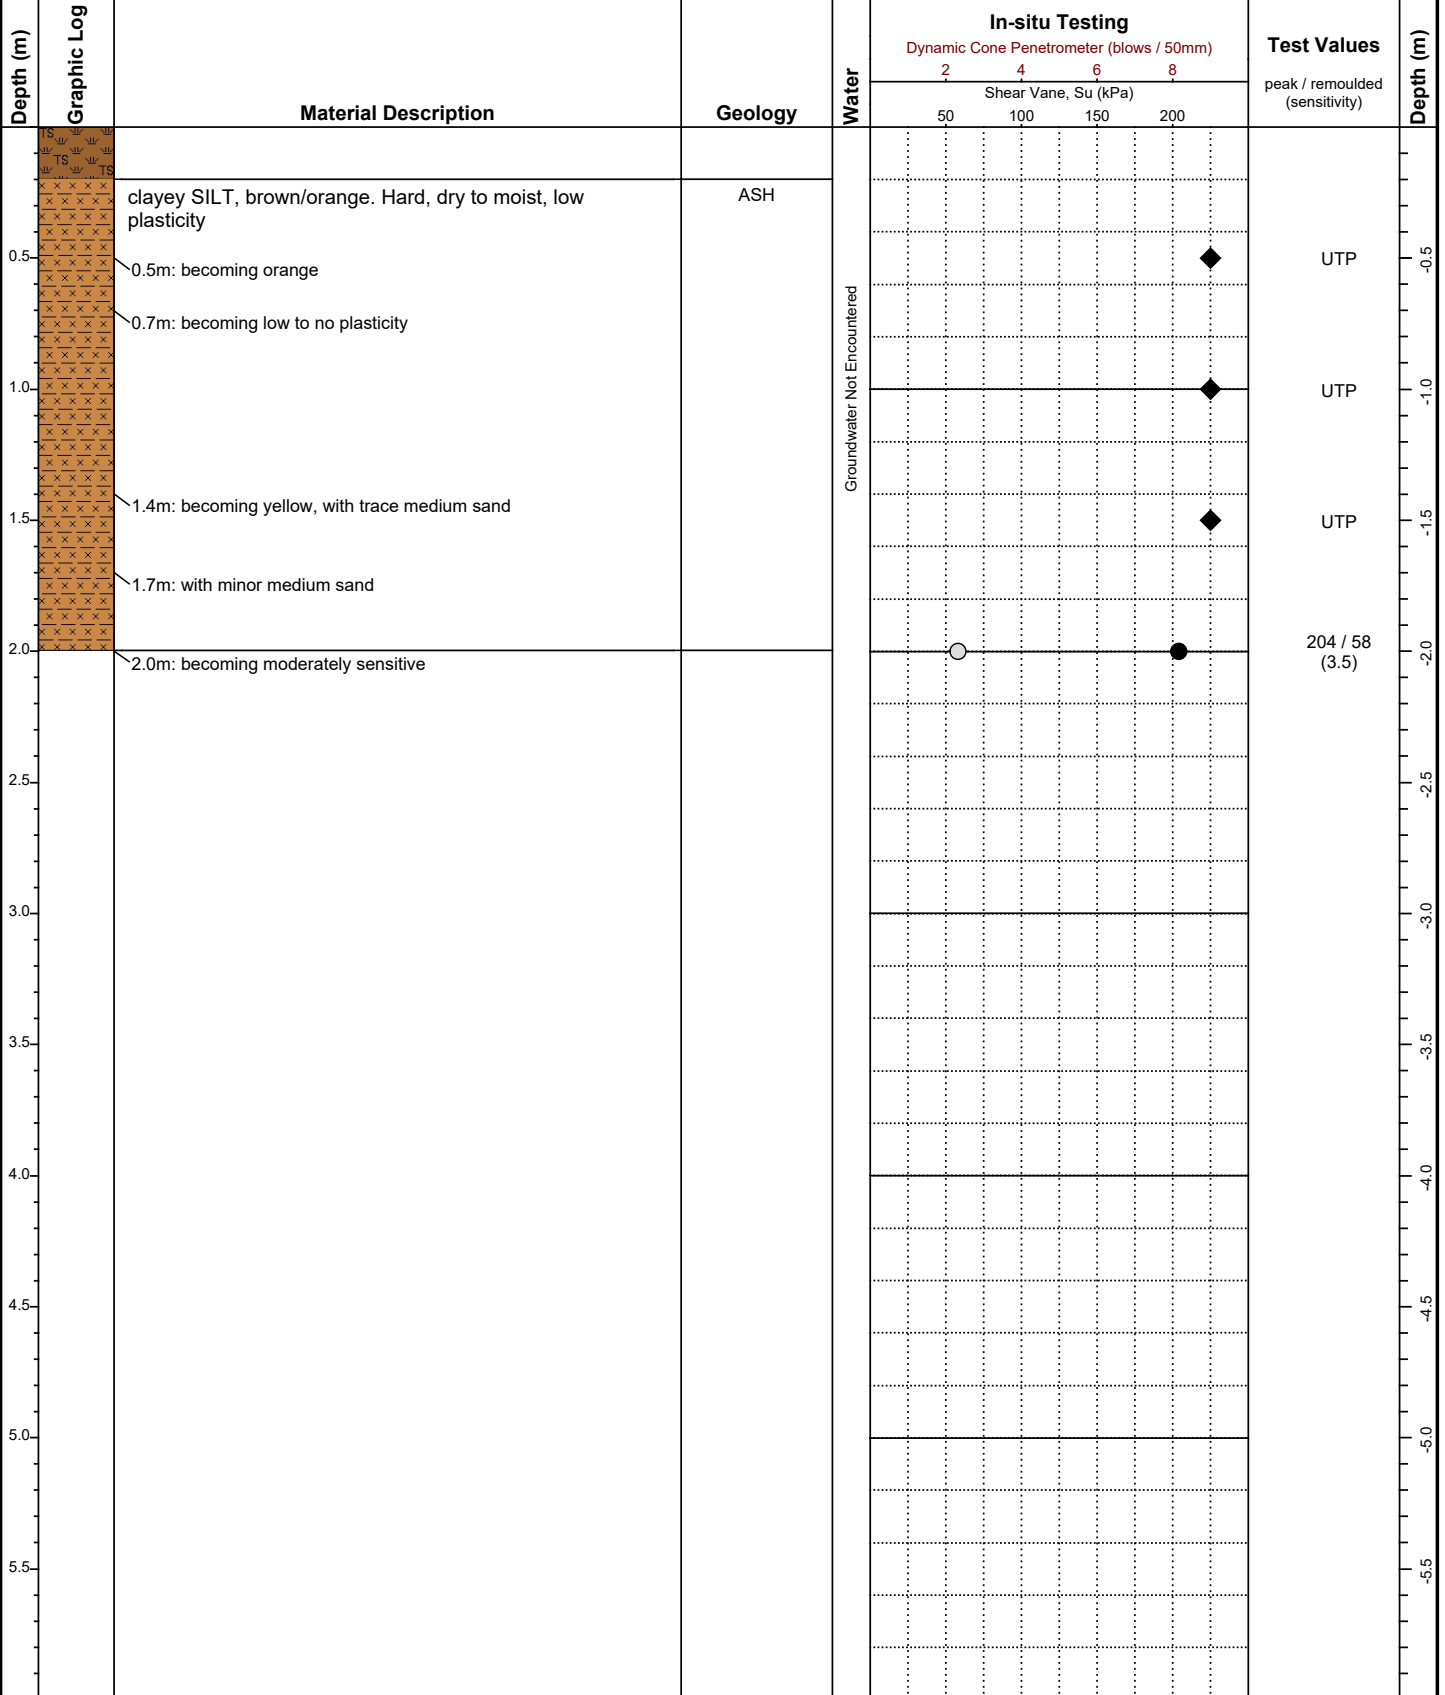 Depth (m)
Graphic Log
Material Description
Geology
Water
In-situ Testing
Dynamic Cone Penetrometer (blows / 50mm)
2 4 6 8
Shear Vane, Su (kPa)
50 100 150 200
Test Values
peak / remoulded
(sensitivity)
Depth (m)
TS
TS
TS
clayey SILT, brown/orange. Hard, dry to moist, low
plasticity
ASH
0.5
0.5m: becoming orange
UTP
-0.5
0.7m: becoming low to no plasticity
Groundwater Not Encountered
1.0
UTP
-1.0
1.4m: becoming yellow, with trace medium sand
1.5
UTP
-1.5
1.7m: with minor medium sand
2.0
2.0m: becoming moderately sensitive
204 / 58
(3.5)
-2.0
2.5
-2.5
3.0
-3.0
3.5
-3.5
4.0
-4.0
4.5
-4.5
5.0
-5.0
5.5
-5.5